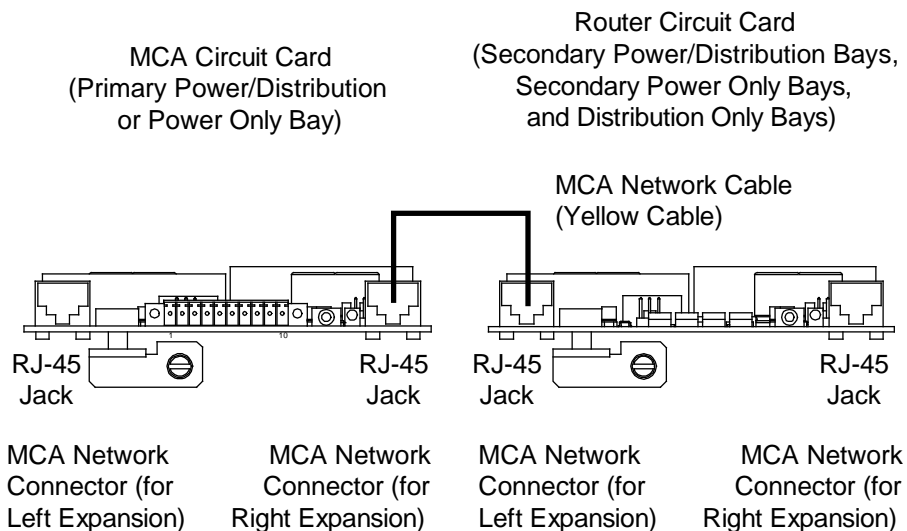 MCA Circuit Card
(Primary Power/Distribution
or Power Only Bay)
Router Circuit Card
(Secondary Power/Distribution Bays,
Secondary Power Only Bays,
and Distribution Only Bays)
MCA Network Cable
(Yellow Cable)
1
10
RJ-45
Jack
RJ-45
Jack
RJ-45
Jack
RJ-45
Jack
MCA Network
Connector (for
Left Expansion)
MCA Network
Connector (for
Right Expansion)
MCA Network
Connector (for
Left Expansion)
MCA Network
Connector (for
Right Expansion)